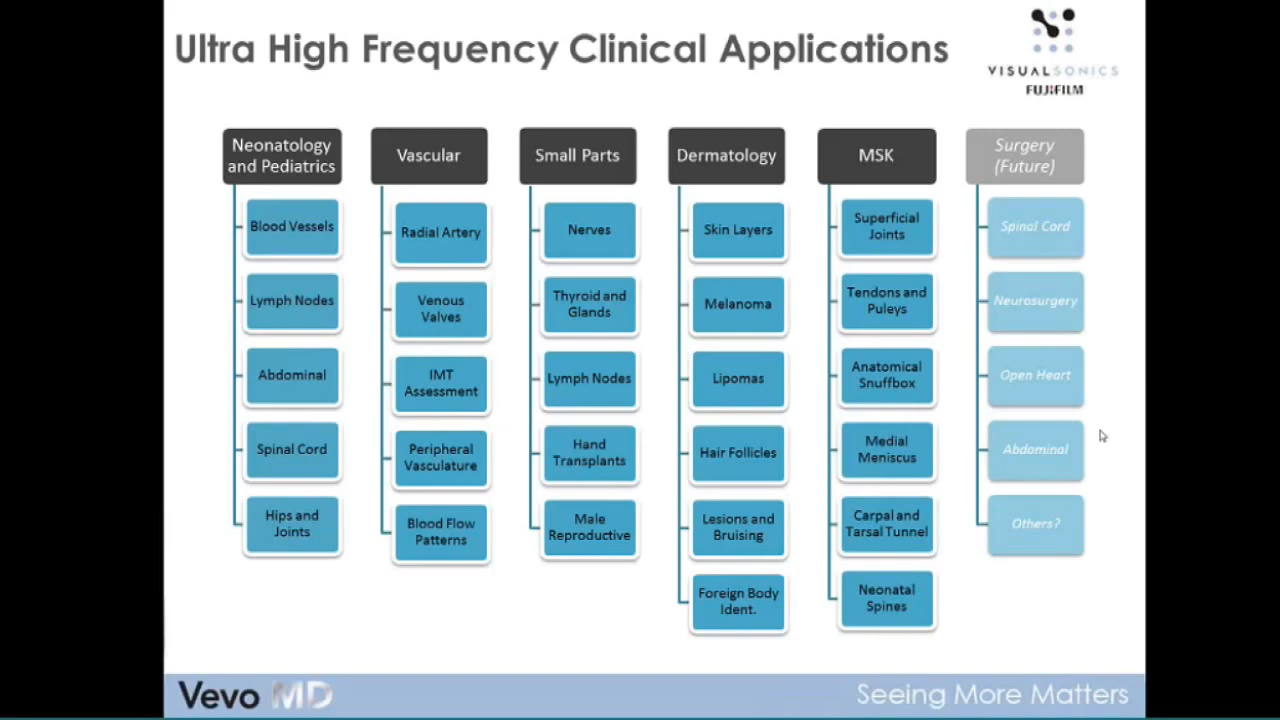 Ultra High Frequency Clinical Applications
VISUALSONICS
FUJIFILM
Neonatology
and Pediatrics
Blood Vessels
Lymph Nodes
Abdominal
Spinal Cord
Hips and
Joints
Vascular
Radial Artery
Venous
Valves
IMT
Assessment
Peripheral
Vasculature
Blood Flow
Patterns
Small Parts
Nerves
Thyroid and
Glands
Lymph Nodes
Hand
Transplants
Male
Reproductive
Dermatology
Skin Layers
Melanoma
Lipomas
Hair Follicles
Lesions and
Bruising
Foreign Body
Ident.
MSK
Superficial
Joints
Tendons and
Puleys
Anatomical
Snuffbox
Medial
Meniscus
Carpal and
Tarsal Tunnel
Neonatal
Spines
Surgery
(Future)
Spinal Cord
Neurosurgery
Open Heart
Abdominal
Others?
Vevo MD
Seeing More Matters